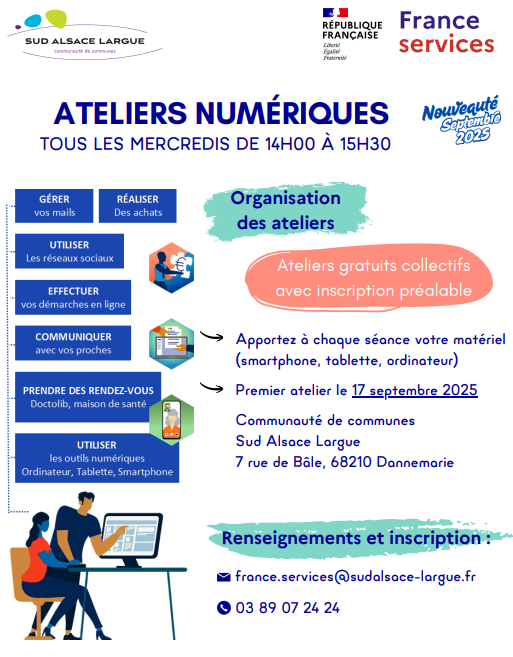 SUD ALSACE LARGUE
communauté de communes
RÉPUBLIQUE
FRANÇAISE
Liberté
Égalité
Fraternité
France
services
ATELIERS NUMÉRIQUES
TOUS LES MERCREDIS DE 14H00 À 15H30
Nouveauté
Septembre
2025
GÉRER
vos mails
RÉALISER
Des achats
UTILISER
Les réseaux sociaux
EFFECTUER
vos démarches en ligne
COMMUNIQUER
avec vos proches
PRENDRE DES RENDEZ-VOUS
Doctolib, maison de santé
UTILISER
les outils numériques
Ordinateur, Tablette, Smartphone
Organisation
des ateliers
Ateliers gratuits collectifs
avec inscription préalable
Apportez à chaque séance votre matériel
(smartphone, tablette, ordinateur)
Premier atelier le 17 septembre 2025
Communauté de communes
Sud Alsace Largue
7 rue de Bâle, 68210 Dannemarie
Renseignements et inscription :
france.services@sudalsace-largue.fr
03 89 07 24 24